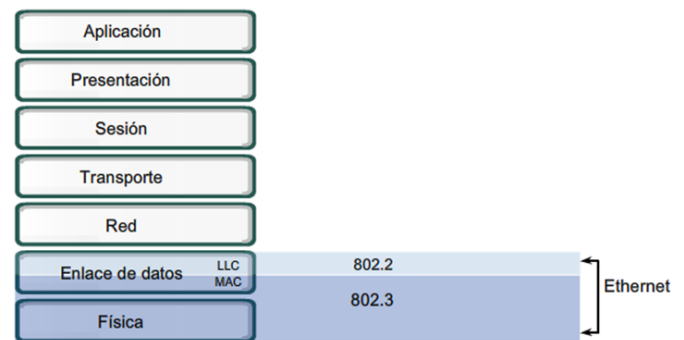 Aplicación
Presentación
Sesión
Transporte
Red
Enlace de datos
LLC
MAC
802.2
802.3
Ethernet
Física